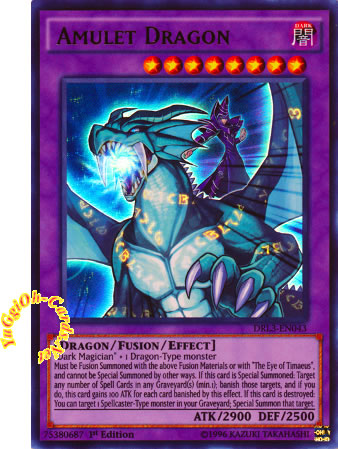 AMULET DRAGON
DARK
闇
YuGgiOh-Cards.Net
DRL3-EN043
[DRAGON/FUSION/EFFECT]
"Dark Magician" + 1 Dragon-Type monster
Must be Fusion Summoned with the above Fusion Materials or with "The Eye of Timaeus",
and cannot be Special Summoned by other ways. If this card is Special Summoned: Target
any number of Spell Cards in any Graveyard(s) (min.1); banish those targets, and if you
do, this card gains 100 ATK for each card banished by this effect. If this card is destroyed:
You can target 1 Spellcaster-Type monster in your Graveyard; Special Summon that target.
ATK/2900 DEF/2500
75380687 1st Edition ©1996 KAZUKI TAKAHASHI